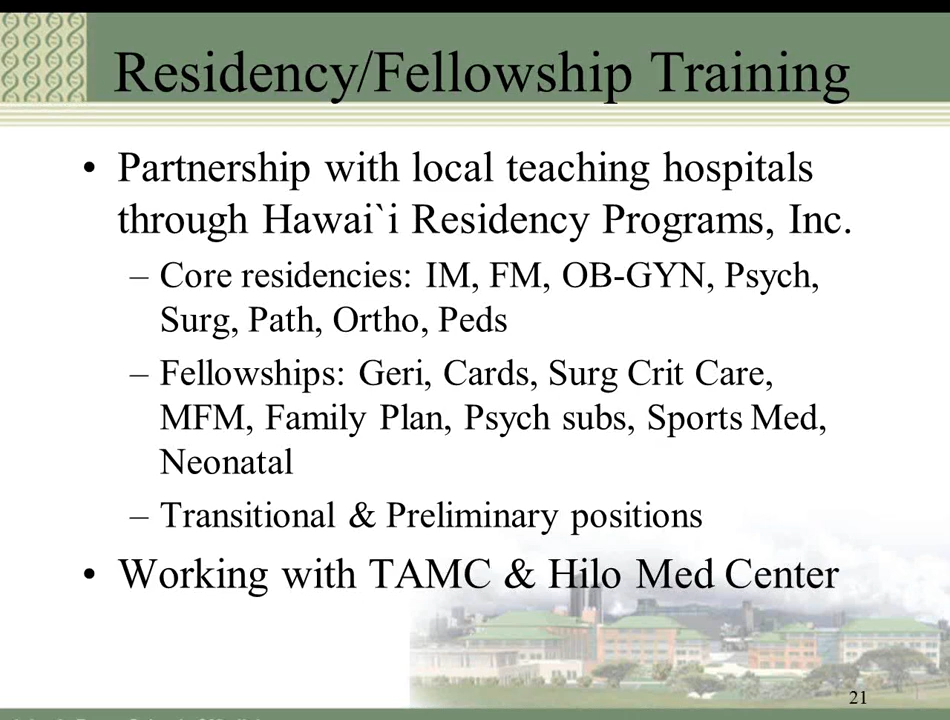 Residency/Fellowship Training
• Partnership with local teaching hospitals
through Hawai`i Residency Programs, Inc.
– Core residencies: IM, FM, OB-GYN, Psych,
Surg, Path, Ortho, Peds
– Fellowships: Geri, Cards, Surg Crit Care,
MFM, Family Plan, Psych subs, Sports Med,
Neonatal
– Transitional & Preliminary positions
• Working with TAMC & Hilo Med Center
21